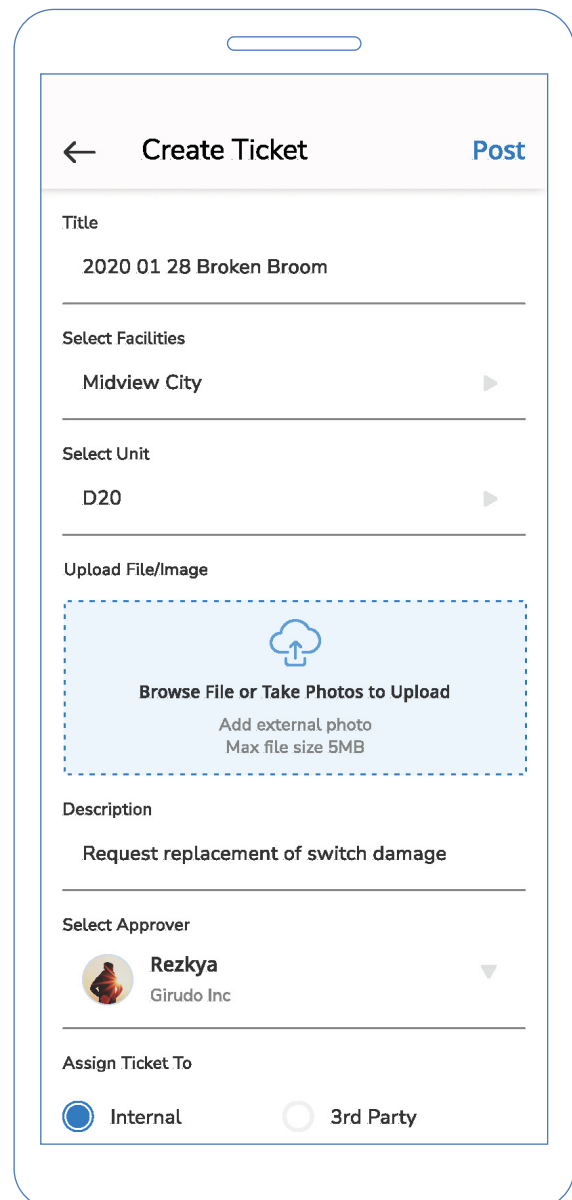 Create Ticket
Post
Title
2020 01 28 Broken Broom
Select Facilities
Midview City
Select Unit
D20
Upload File/Image
Browse File or Take Photos to Upload
Add external photo
Max file size 5MB
Description
Request replacement of switch damage
Select Approver
Rezkya
Girudo Inc
Assign Ticket To
Internal
3rd Party